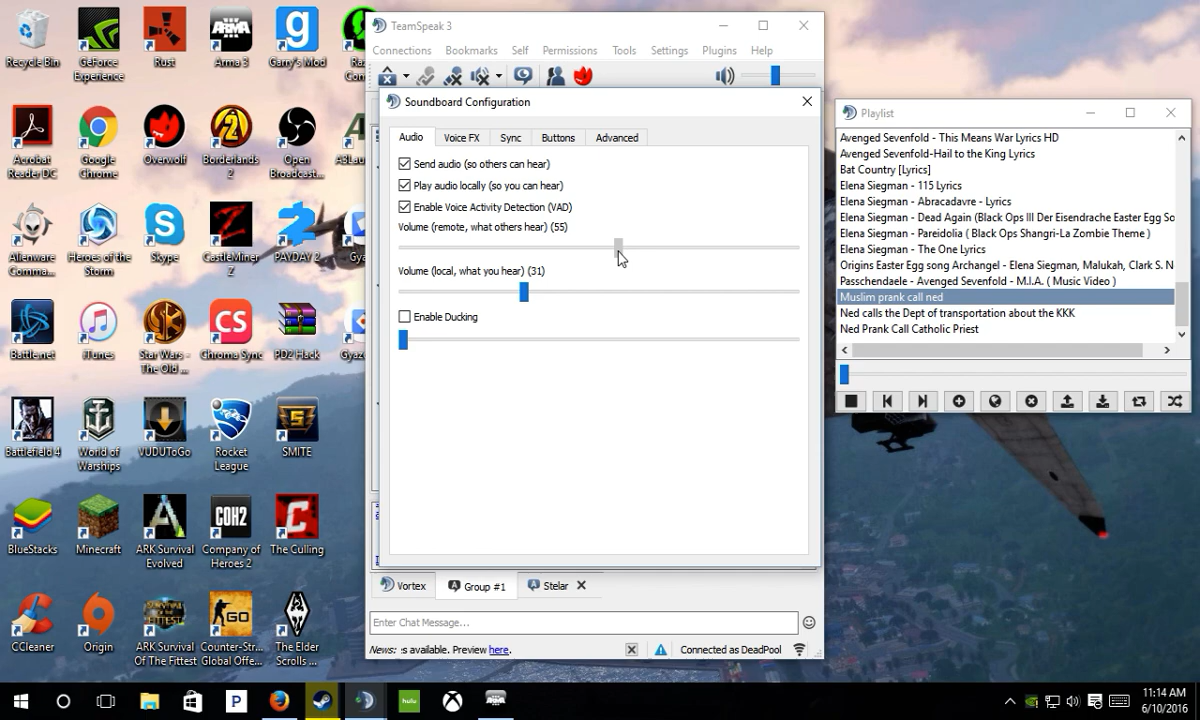 Recycle Bin
GeForce
Experience
Rust
Arma 3
Garry's Mod
Acrobat
Reader DC
Google
Chrome
Overwolf
Borderlands
2
Open
Broadcast...
Alienware
Comma...
Heroes of the
Storm
Skype
CastleMiner
Z
PAYDAY 2
Battle.net
iTunes
Star Wars -
The Old ...
Chroma Sync
PD2 Hack
Gyazo
Battlefield 4
World of
Warships
VUDUToGo
Rocket
League
SMITE
BlueStacks
Minecraft
ARK Survival
Evolved
Company of
Heroes 2
The Culling
CCleaner
Origin
ARK Survival
Of The Fittest
Counter-Str...
Global Offe...
The Elder
Scrolls ...
TeamSpeak 3
Connections Bookmarks Self Permissions Tools Settings Plugins Help
Soundboard Configuration
Audio Voice FX Sync Buttons Advanced
Send audio (so others can hear)
Play audio locally (so you can hear)
Enable Voice Activity Detection (VAD)
Volume (remote, what others hear) (55)
Volume (local, what you hear) (31)
Enable Ducking
Vortex Group #1 Stelar
Enter Chat Message...
News: s available. Preview here. Connected as DeadPool
Playlist
Avenged Sevenfold - This Means War Lyrics HD
Avenged Sevenfold-Hail to the King Lyrics
Bat Country [Lyrics]
Elena Siegman - 115 Lyrics
Elena Siegman - Abracadavre - Lyrics
Elena Siegman - Dead Again (Black Ops III Der Eisendrache Easter Egg So
Elena Siegman - Pareidolia ( Black Ops Shangri-La Zombie Theme )
Elena Siegman - The One Lyrics
Origins Easter Egg song Archangel - Elena Siegman, Malukah, Clark S. N
Passchendaele - Avenged Sevenfold - M.I.A. ( Music Video )
Muslim prank call ned
Ned calls the Dept of transportation about the KKK
Ned Prank Call Catholic Priest
hulu
11:14 AM
6/10/2016